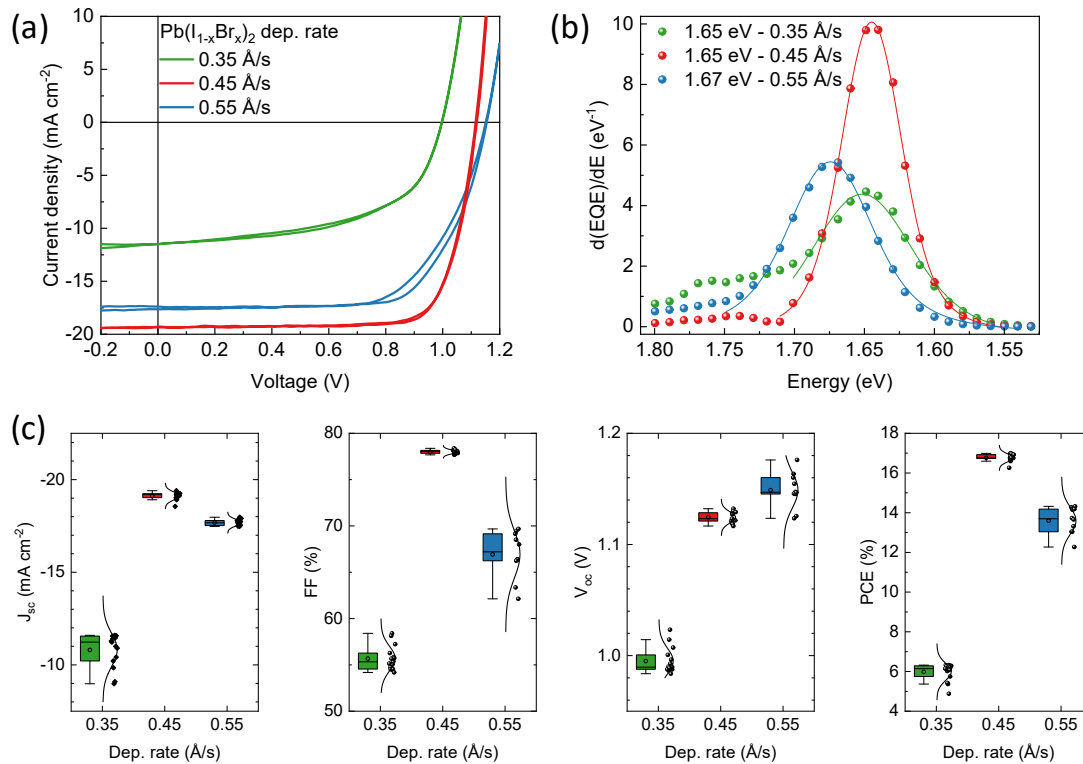 (a)
Pb(I1-xBrx)2 dep. rate
0.35 Å/s
0.45 Å/s
0.55 Å/s
10
5
0
-5
-10
-15
-20
Current density (mA cm-2)
-0.2 0.0 0.2 0.4 0.6 0.8 1.0 1.2
Voltage (V)
(b)
1.65 eV - 0.35 Å/s
1.65 eV - 0.45 Å/s
1.67 eV - 0.55 Å/s
10
8
6
4
2
0
d(EQE)/dE (eV-1)
1.80 1.70 1.65 1.60 1.53
Energy (eV)
(c)
-20
-15
-10
Jsc (mA cm-2)
0.35 0.45 0.55
Dep. rate (Å/s)
80
70
60
50
FF (%)
0.35 0.45 0.55
Dep. rate (Å/s)
1.2
1.1
1.0
Voc (V)
0.35 0.45 0.55
Dep. rate (Å/s)
18
16
14
12
10
8
6
4
PCE (%)
0.35 0.45 0.55
Dep. rate (Å/s)